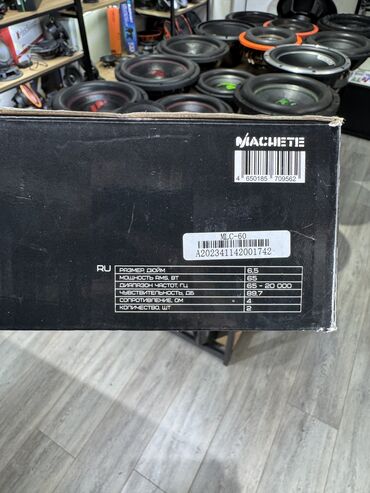 MACHETE
4 650185 709562
MLC-60
A202341142001742
RU
РАЗМЕР, ДЮЙМ 6,5
МОЩНОСТЬ RMS, ВТ 65
ДИАПАЗОН ЧАСТОТ, ГЦ 65 - 20 000
ЧУВСТВИТЕЛЬНОСТЬ, ДБ 89,7
СОПРОТИВЛЕНИЕ, ОМ 4
КОЛИЧЕСТВО, ШТ 2